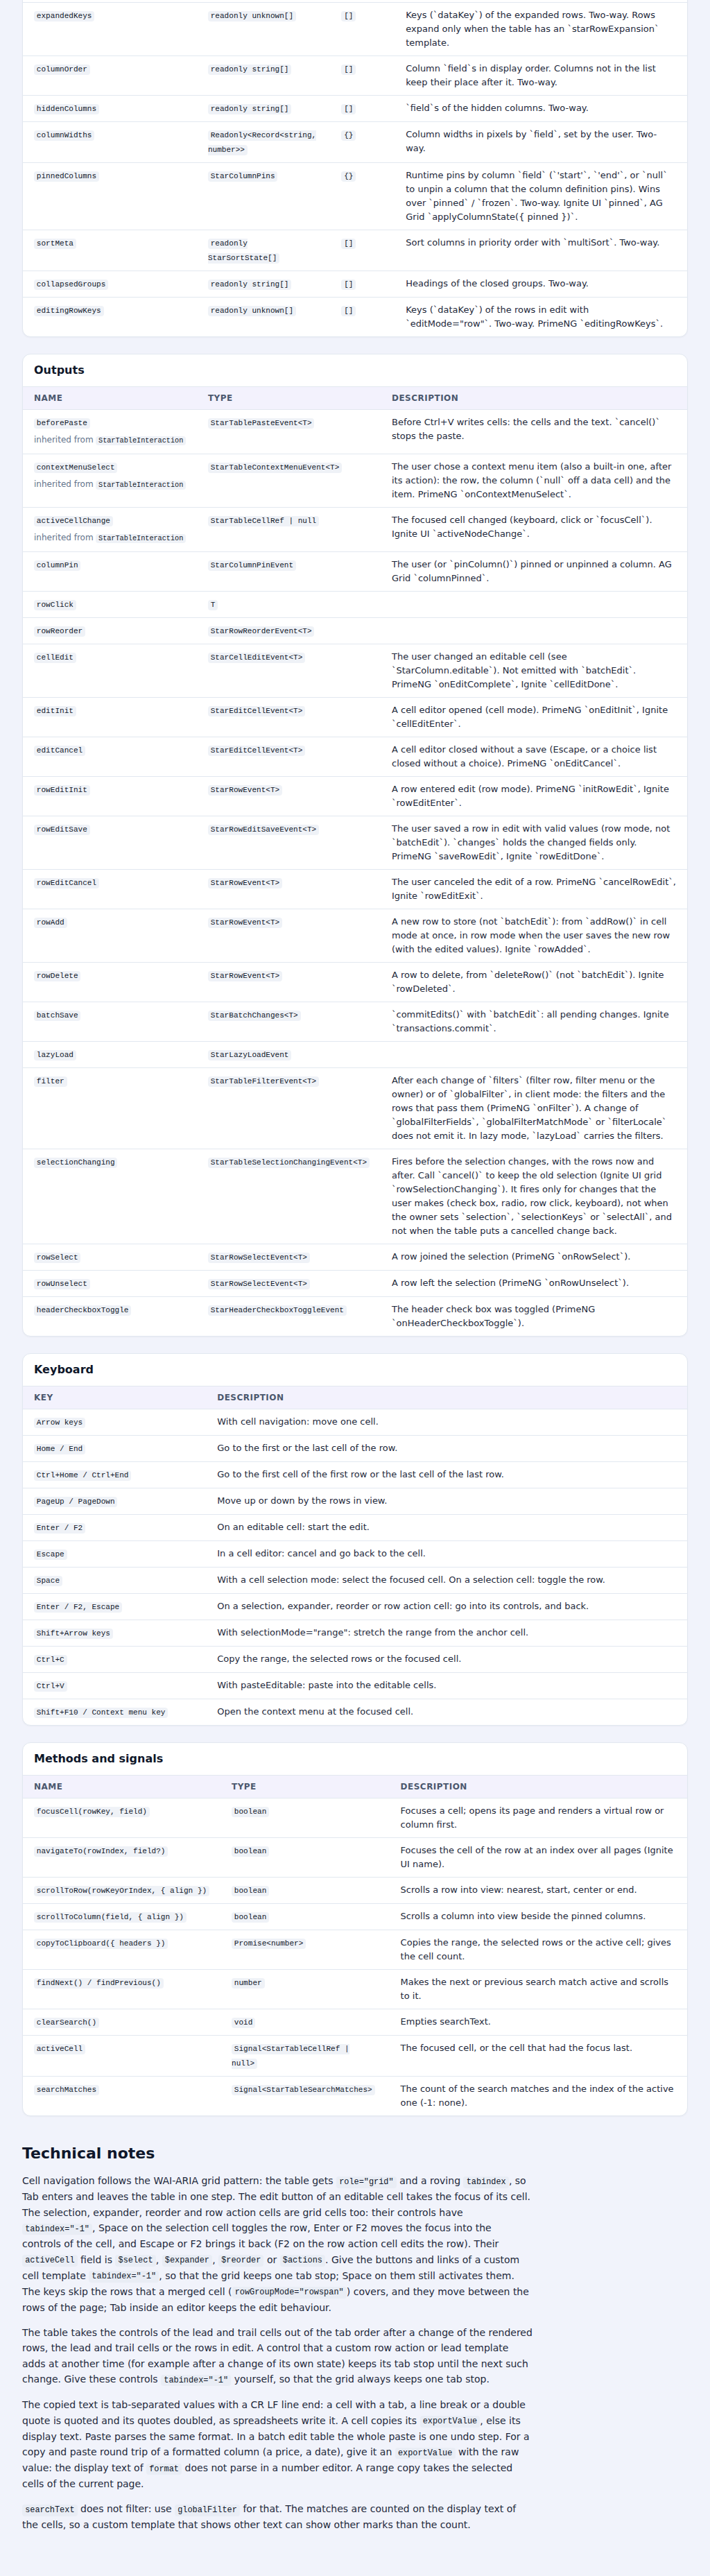 expandedKeys readonly unknown[] [] Keys (`dataKey`) of the expanded rows. Two-way. Rows
expand only when the table has an `starRowExpansion`
template.
columnOrder readonly string[] [] Column `field`s in display order. Columns not in the list
keep their place after it. Two-way.
hiddenColumns readonly string[] [] `field`s of the hidden columns. Two-way.
columnWidths Readonly<Record<string, {} Column widths in pixels by `field`, set by the user. Two-
number>> way.
pinnedColumns StarColumnPins {} Runtime pins by column `field` (`'start'`, `'end'`, or `null`
to unpin a column that the column definition pins). Wins
over `pinned` / `frozen`. Two-way. Ignite UI `pinned`, AG
Grid `applyColumnState({ pinned })`.
sortMeta readonly [] Sort columns in priority order with `multiSort`. Two-way.
StarSortState[]
collapsedGroups readonly string[] [] Headings of the closed groups. Two-way.
editingRowKeys readonly unknown[] [] Keys (`dataKey`) of the rows in edit with
`editMode="row"`. Two-way. PrimeNG `editingRowKeys`.
Outputs
NAME TYPE DESCRIPTION
beforePaste StarTablePasteEvent<T> Before Ctrl+V writes cells: the cells and the text. `cancel()`
inherited from StarTableInteraction stops the paste.
contextMenuSelect StarTableContextMenuEvent<T> The user chose a context menu item (also a built-in one, after
inherited from StarTableInteraction its action): the row, the column (`null` off a data cell) and the
item. PrimeNG `onContextMenuSelect`.
activeCellChange StarTableCellRef | null The focused cell changed (keyboard, click or `focusCell`).
inherited from StarTableInteraction Ignite UI `activeNodeChange`.
columnPin StarColumnPinEvent The user (or `pinColumn()`) pinned or unpinned a column. AG
Grid `columnPinned`.
rowClick T
rowReorder StarRowReorderEvent<T>
cellEdit StarCellEditEvent<T> The user changed an editable cell (see
`StarColumn.editable`). Not emitted with `batchEdit`.
PrimeNG `onEditComplete`, Ignite `cellEditDone`.
editInit StarEditCellEvent<T> A cell editor opened (cell mode). PrimeNG `onEditInit`, Ignite
`cellEditEnter`.
editCancel StarEditCellEvent<T> A cell editor closed without a save (Escape, or a choice list
closed without a choice). PrimeNG `onEditCancel`.
rowEditInit StarRowEvent<T> A row entered edit (row mode). PrimeNG `initRowEdit`, Ignite
`rowEditEnter`.
rowEditSave StarRowEditSaveEvent<T> The user saved a row in edit with valid values (row mode, not
`batchEdit`). `changes` holds the changed fields only.
PrimeNG `saveRowEdit`, Ignite `rowEditDone`.
rowEditCancel StarRowEvent<T> The user canceled the edit of a row. PrimeNG `cancelRowEdit`,
Ignite `rowEditExit`.
rowAdd StarRowEvent<T> A new row to store (not `batchEdit`): from `addRow()` in cell
mode at once, in row mode when the user saves the new row
(with the edited values). Ignite `rowAdded`.
rowDelete StarRowEvent<T> A row to delete, from `deleteRow()` (not `batchEdit`). Ignite
`rowDeleted`.
batchSave StarBatchChanges<T> `commitEdits()` with `batchEdit`: all pending changes. Ignite
`transactions.commit`.
lazyLoad StarLazyLoadEvent
filter StarTableFilterEvent<T> After each change of `filters` (filter row, filter menu or the
owner) or of `globalFilter`, in client mode: the filters and the
rows that pass them (PrimeNG `onFilter`). A change of
`globalFilterFields`, `globalFilterMatchMode` or `filterLocale`
does not emit it. In lazy mode, `lazyLoad` carries the filters.
selectionChanging StarTableSelectionChangingEvent<T> Fires before the selection changes, with the rows now and
after. Call `cancel()` to keep the old selection (Ignite UI grid
`rowSelectionChanging`). It fires only for changes that the
user makes (check box, radio, row click, keyboard), not when
the owner sets `selection`, `selectionKeys` or `selectAll`, and
not when the table puts a cancelled change back.
rowSelect StarRowSelectEvent<T> A row joined the selection (PrimeNG `onRowSelect`).
rowUnselect StarRowSelectEvent<T> A row left the selection (PrimeNG `onRowUnselect`).
headerCheckboxToggle StarHeaderCheckboxToggleEvent The header check box was toggled (PrimeNG
`onHeaderCheckboxToggle`).
Keyboard
KEY DESCRIPTION
Arrow keys With cell navigation: move one cell.
Home / End Go to the first or the last cell of the row.
Ctrl+Home / Ctrl+End Go to the first cell of the first row or the last cell of the last row.
PageUp / PageDown Move up or down by the rows in view.
Enter / F2 On an editable cell: start the edit.
Escape In a cell editor: cancel and go back to the cell.
Space With a cell selection mode: select the focused cell. On a selection cell: toggle the row.
Enter / F2, Escape On a selection, expander, reorder or row action cell: go into its controls, and back.
Shift+Arrow keys With selectionMode="range": stretch the range from the anchor cell.
Ctrl+C Copy the range, the selected rows or the focused cell.
Ctrl+V With pasteEditable: paste into the editable cells.
Shift+F10 / Context menu key Open the context menu at the focused cell.
Methods and signals
NAME TYPE DESCRIPTION
focusCell(rowKey, field) boolean Focuses a cell; opens its page and renders a virtual row or
column first.
navigateTo(rowIndex, field?) boolean Focuses the cell of the row at an index over all pages (Ignite
UI name).
scrollToRow(rowKeyOrIndex, { align }) boolean Scrolls a row into view: nearest, start, center or end.
scrollToColumn(field, { align }) boolean Scrolls a column into view beside the pinned columns.
copyToClipboard({ headers }) Promise<number> Copies the range, the selected rows or the active cell; gives
the cell count.
findNext() / findPrevious() number Makes the next or previous search match active and scrolls
to it.
clearSearch() void Empties searchText.
activeCell Signal<StarTableCellRef | The focused cell, or the cell that had the focus last.
null>
searchMatches Signal<StarTableSearchMatches> The count of the search matches and the index of the active
one (-1: none).
Technical notes
Cell navigation follows the WAI-ARIA grid pattern: the table gets role="grid" and a roving tabindex, so
Tab enters and leaves the table in one step. The edit button of an editable cell takes the focus of its cell.
The selection, expander, reorder and row action cells are grid cells too: their controls have
tabindex="-1", Space on the selection cell toggles the row, Enter or F2 moves the focus into the
controls of the cell, and Escape or F2 brings it back (F2 on the row action cell edits the row). Their
activeCell field is $select, $expander, $reorder or $actions. Give the buttons and links of a custom
cell template tabindex="-1", so that the grid keeps one tab stop; Space on them still activates them.
The keys skip the rows that a merged cell (rowGroupMode="rowspan") covers, and they move between the
rows of the page; Tab inside an editor keeps the edit behaviour.
The table takes the controls of the lead and trail cells out of the tab order after a change of the rendered
rows, the lead and trail cells or the rows in edit. A control that a custom row action or lead template
adds at another time (for example after a change of its own state) keeps its tab stop until the next such
change. Give these controls tabindex="-1" yourself, so that the grid always keeps one tab stop.
The copied text is tab-separated values with a CR LF line end: a cell with a tab, a line break or a double
quote is quoted and its quotes doubled, as spreadsheets write it. A cell copies its exportValue, else its
display text. Paste parses the same format. In a batch edit table the whole paste is one undo step. For a
copy and paste round trip of a formatted column (a price, a date), give it an exportValue with the raw
value: the display text of format does not parse in a number editor. A range copy takes the selected
cells of the current page.
searchText does not filter: use globalFilter for that. The matches are counted on the display text of
the cells, so a custom template that shows other text can show other marks than the count.